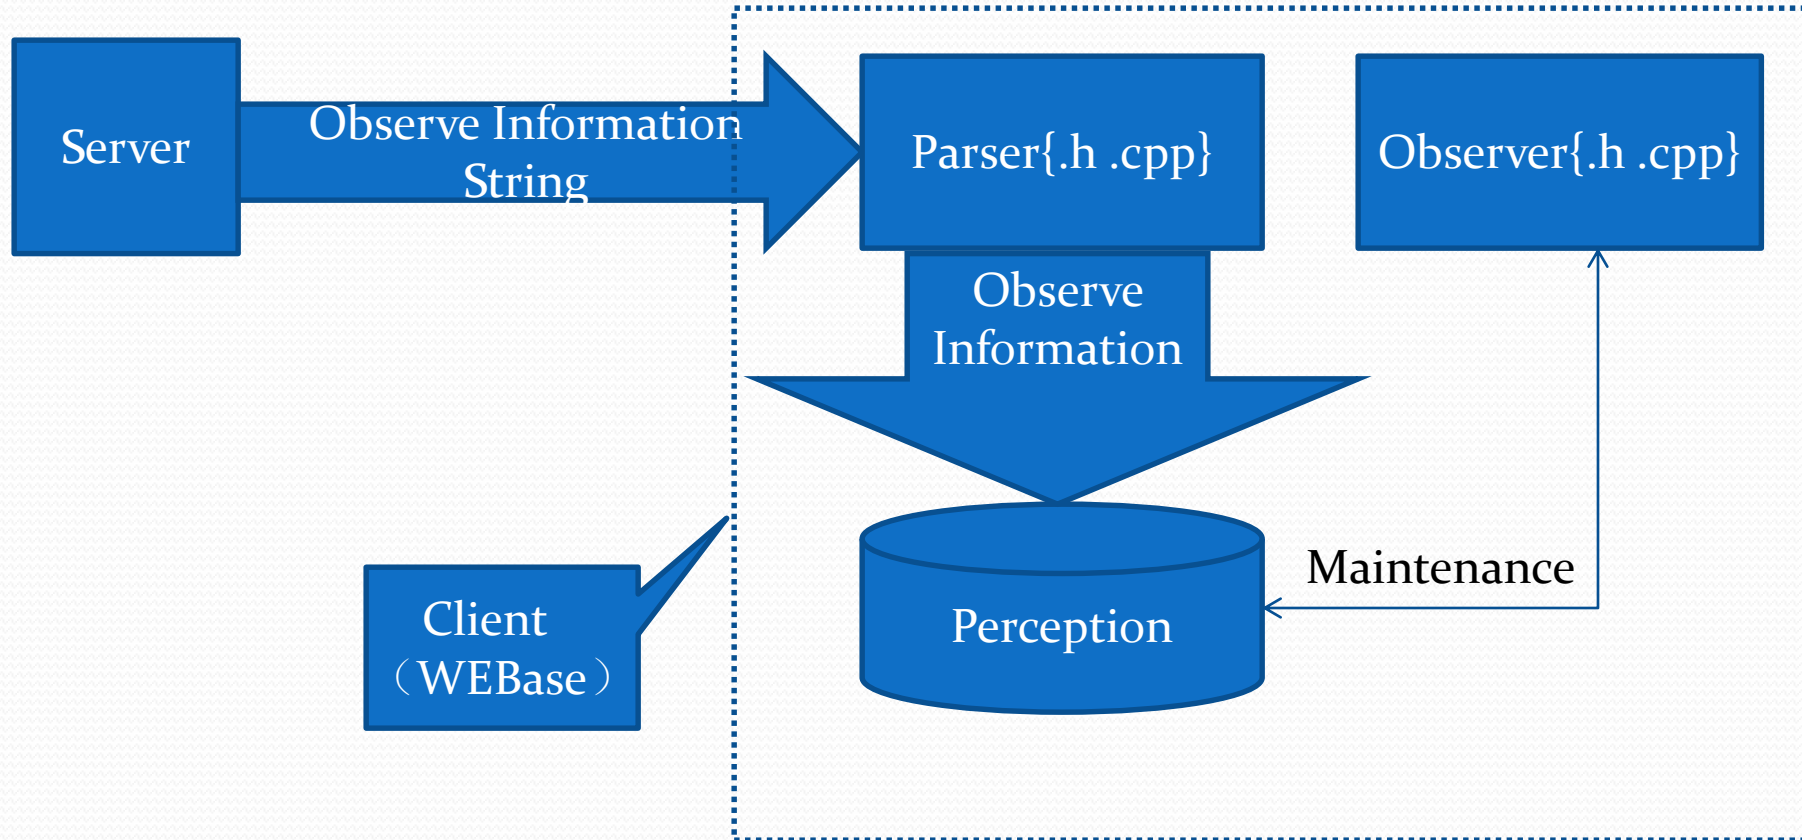 Server
Observe Information
String
Parser{.h .cpp}
Observer{.h .cpp}
Observe
Information
Maintenance
Perception
Client
（WEBase）